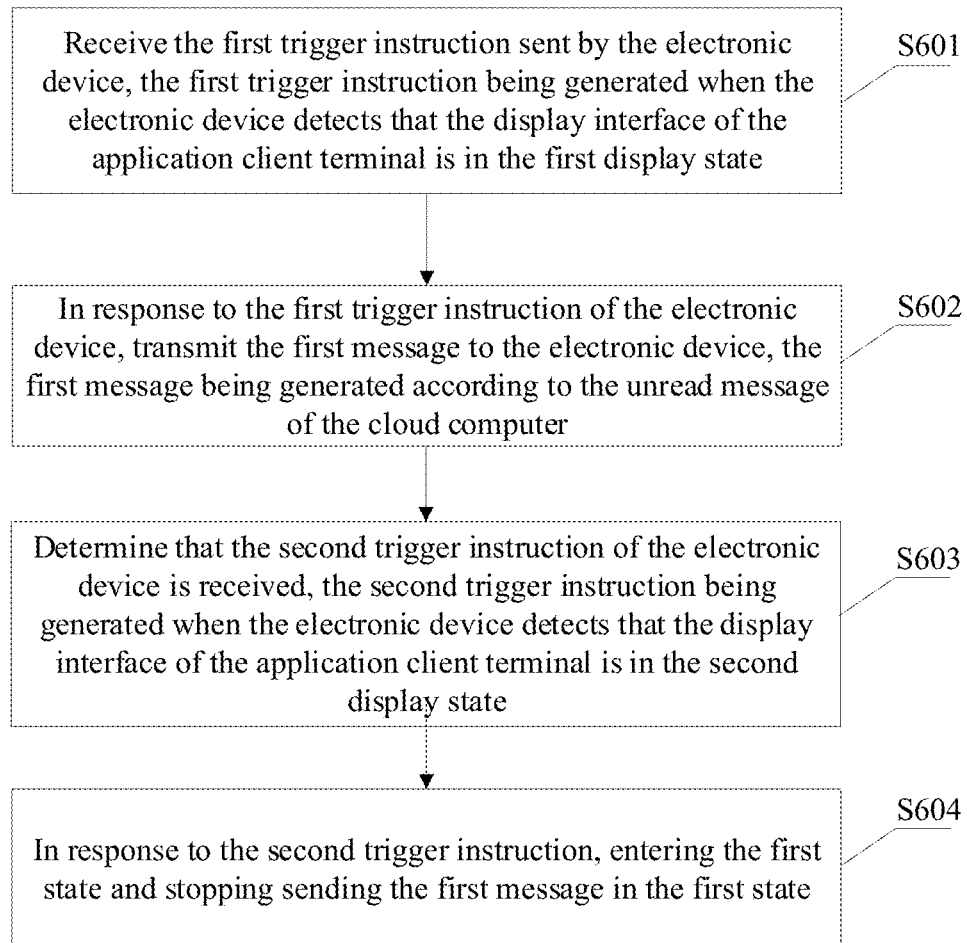 Receive the first trigger instruction sent by the electronic
device, the first trigger instruction being generated when the
electronic device detects that the display interface of the
application client terminal is in the first display state
S601
In response to the first trigger instruction of the electronic
device, transmit the first message to the electronic device, the
first message being generated according to the unread message
of the cloud computer
S602
Determine that the second trigger instruction of the electronic
device is received, the second trigger instruction being
generated when the electronic device detects that the display
interface of the application client terminal is in the second
display state
S603
In response to the second trigger instruction, entering the first
state and stopping sending the first message in the first state
S604